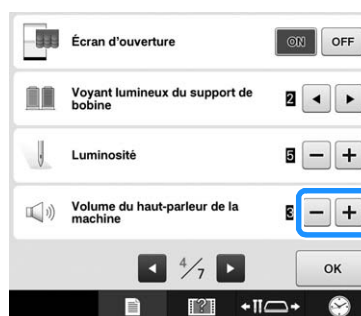 Écran d'ouverture ON OFF
Voyant lumineux du support de
bobine 2
Luminosité 5 − +
Volume du haut-parleur de la
machine 3 − +
4/7 OK